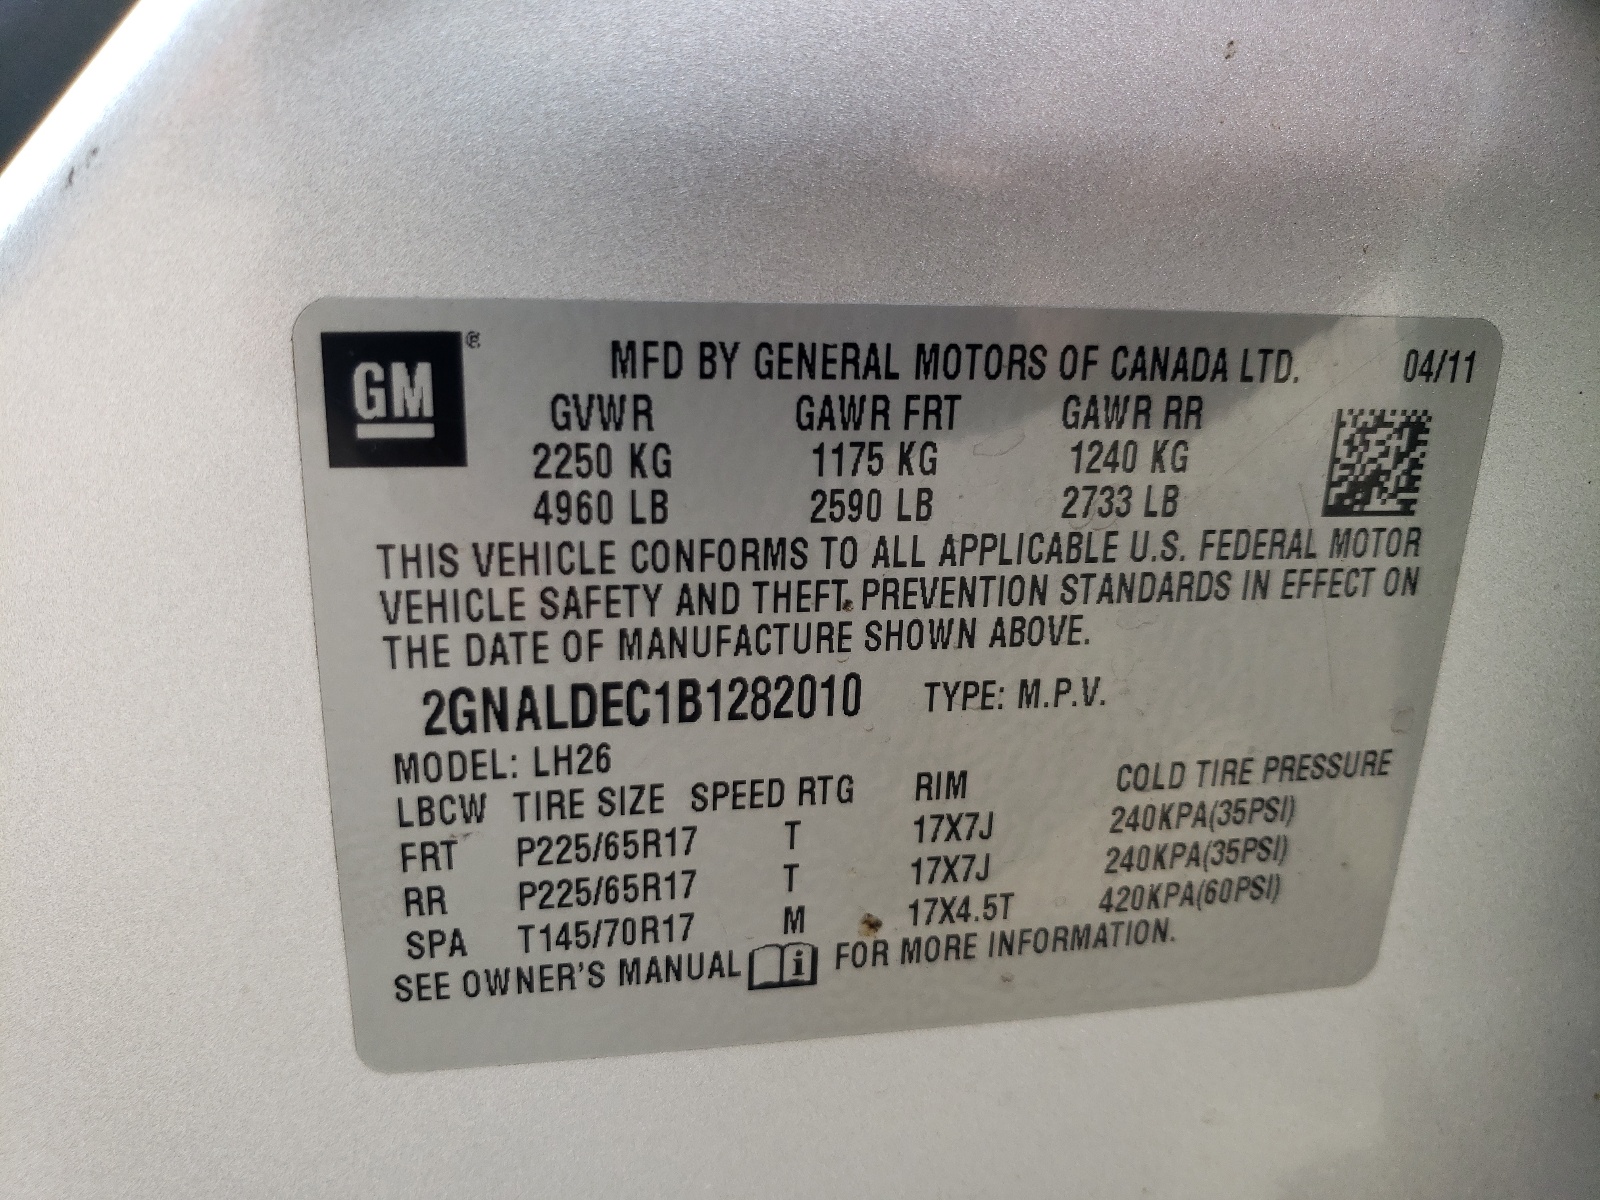 GM ®
MFD BY GENERAL MOTORS OF CANADA LTD. 04/11
GVWR GAWR FRT GAWR RR
2250 KG 1175 KG 1240 KG
4960 LB 2590 LB 2733 LB
THIS VEHICLE CONFORMS TO ALL APPLICABLE U.S. FEDERAL MOTOR
VEHICLE SAFETY AND THEFT PREVENTION STANDARDS IN EFFECT ON
THE DATE OF MANUFACTURE SHOWN ABOVE.
2GNALDEC1B1282010 TYPE: M.P.V.
MODEL: LH26
LBCW TIRE SIZE SPEED RTG RIM COLD TIRE PRESSURE
FRT P225/65R17 T 17X7J 240KPA(35PSI)
RR P225/65R17 T 17X7J 240KPA(35PSI)
SPA T145/70R17 M 17X4.5T 420KPA(60PSI)
SEE OWNER'S MANUAL i FOR MORE INFORMATION.